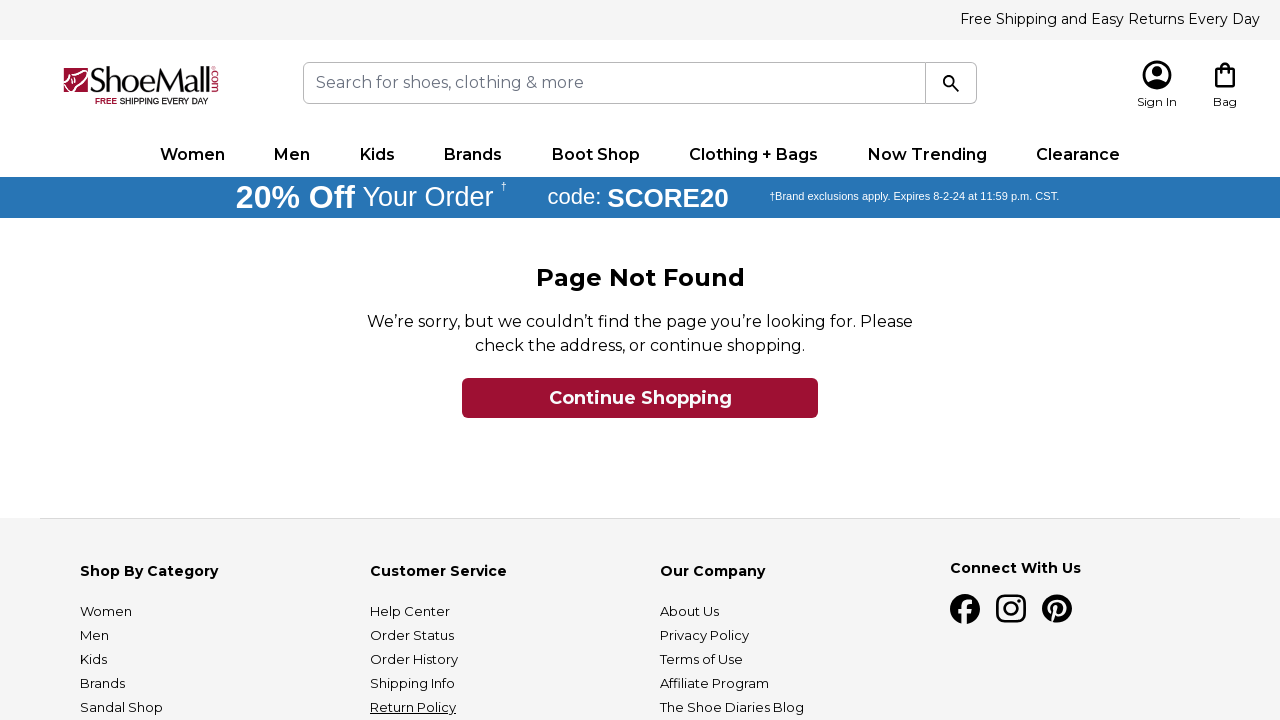 Free Shipping and Easy Returns Every Day
ShoeMall.com®
FREE SHIPPING EVERY DAY
Search for shoes, clothing & more
Sign In
Bag
Women Men Kids Brands Boot Shop Clothing + Bags Now Trending Clearance
20% Off Your Order † code: SCORE20 †Brand exclusions apply. Expires 8-2-24 at 11:59 p.m. CST.
Page Not Found
We’re sorry, but we couldn’t find the page you’re looking for. Please
check the address, or continue shopping.
Continue Shopping
Shop By Category
Women
Men
Kids
Brands
Sandal Shop
Customer Service
Help Center
Order Status
Order History
Shipping Info
Return Policy
Our Company
About Us
Privacy Policy
Terms of Use
Affiliate Program
The Shoe Diaries Blog
Connect With Us